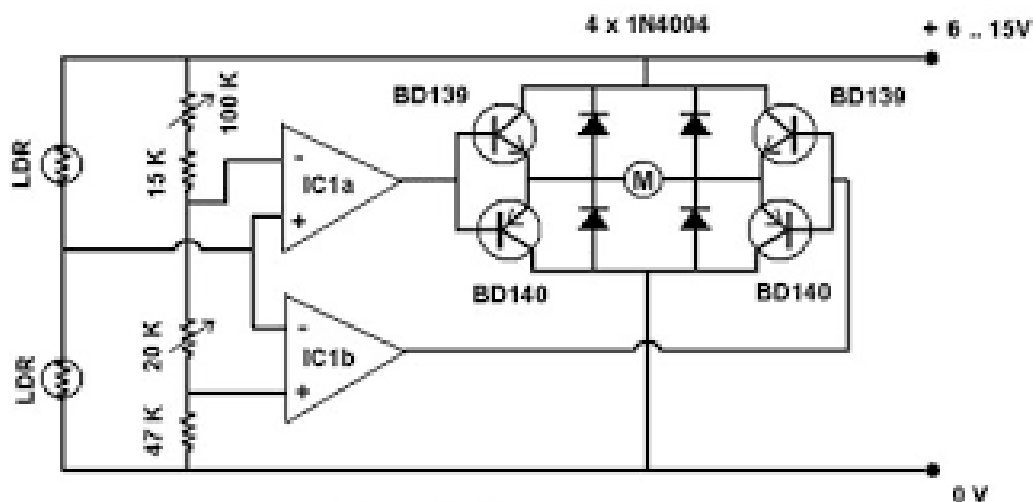 4 x 1N4004
+ 6 .. 15V
BD139
BD139
100 K
LDR
15 K
-
IC1a
+
M
BD140
BD140
20 K
-
IC1b
+
LDR
47 K
0 V